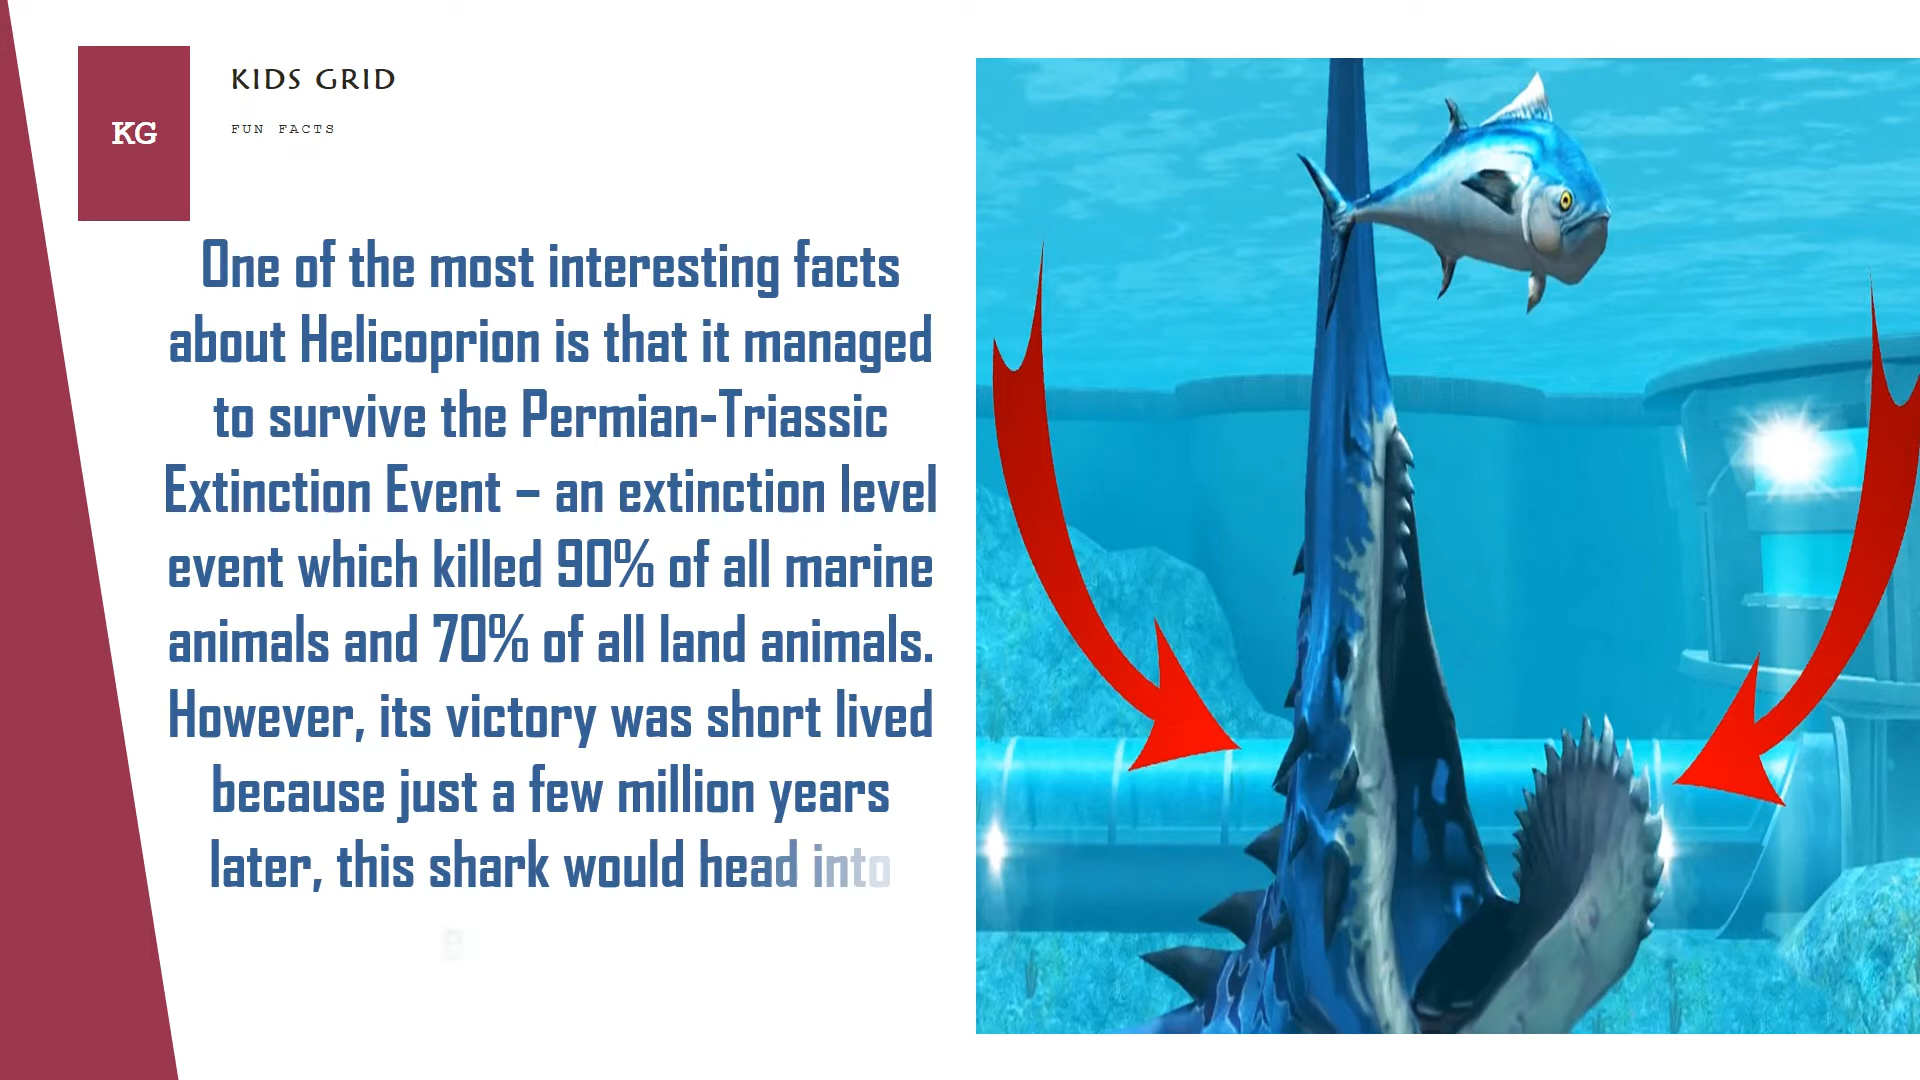 KG
KIDS GRID
FUN FACTS
One of the most interesting facts
about Helicoprion is that it managed
to survive the Permian-Triassic
Extinction Event – an extinction level
event which killed 90% of all marine
animals and 70% of all land animals.
However, its victory was short lived
because just a few million years
later, this shark would head into